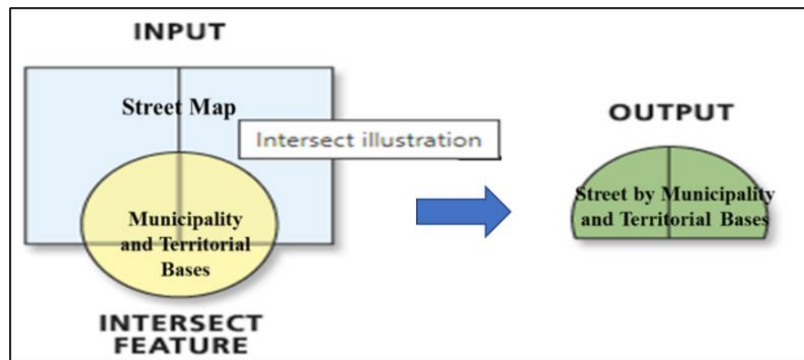 INPUT
Street Map
Intersect illustration
Municipality
and Territorial
Bases
INTERSECT
FEATURE
OUTPUT
Street by Municipality
and Territorial Bases